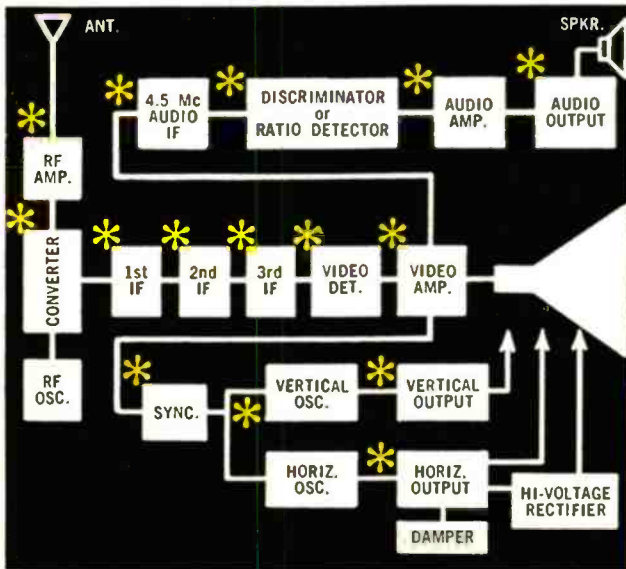 ANT.
SPKR.
4.5 Mc
AUDIO
IF
DISCRIMINATOR
or
RATIO DETECTOR
AUDIO
AMP.
AUDIO
OUTPUT
RF
AMP.
CONVERTER
1st
IF
2nd
IF
3rd
IF
VIDEO
DET.
VIDEO
AMP.
RF
OSC.
SYNC.
VERTICAL
OSC.
VERTICAL
OUTPUT
HORIZ.
OSC.
HORIZ.
OUTPUT
HI-VOLTAGE
RECTIFIER
DAMPER